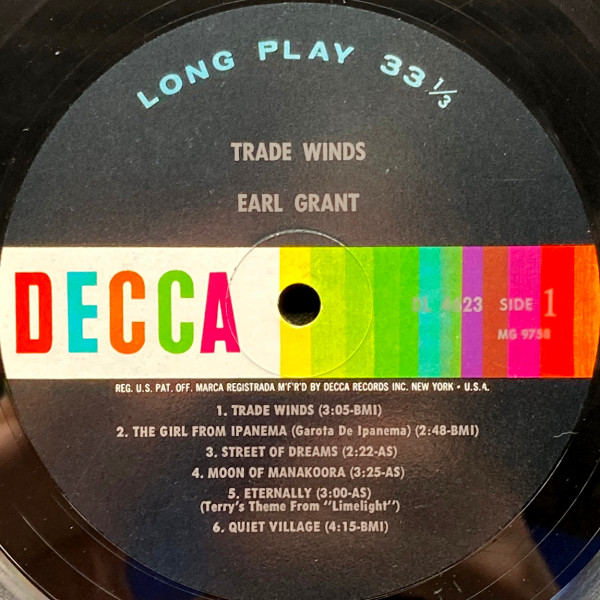 LONG PLAY 33 1/3
TRADE WINDS
EARL GRANT
DECCA
SIDE 1
MG 9758
REG. U.S. PAT. OFF. MARCA REGISTRADA M'F'R'D BY DECCA RECORDS INC. NEW YORK • U.S.A.
1. TRADE WINDS (3:05-BMI)
2. THE GIRL FROM IPANEMA (Garota De Ipanema) (2:48-BMI)
3. STREET OF DREAMS (2:22-AS)
4. MOON OF MANAKOORA (3:25-AS)
5. ETERNALLY (3:00-AS)
(Terry's Theme From "Limelight")
6. QUIET VILLAGE (4:15-BMI)